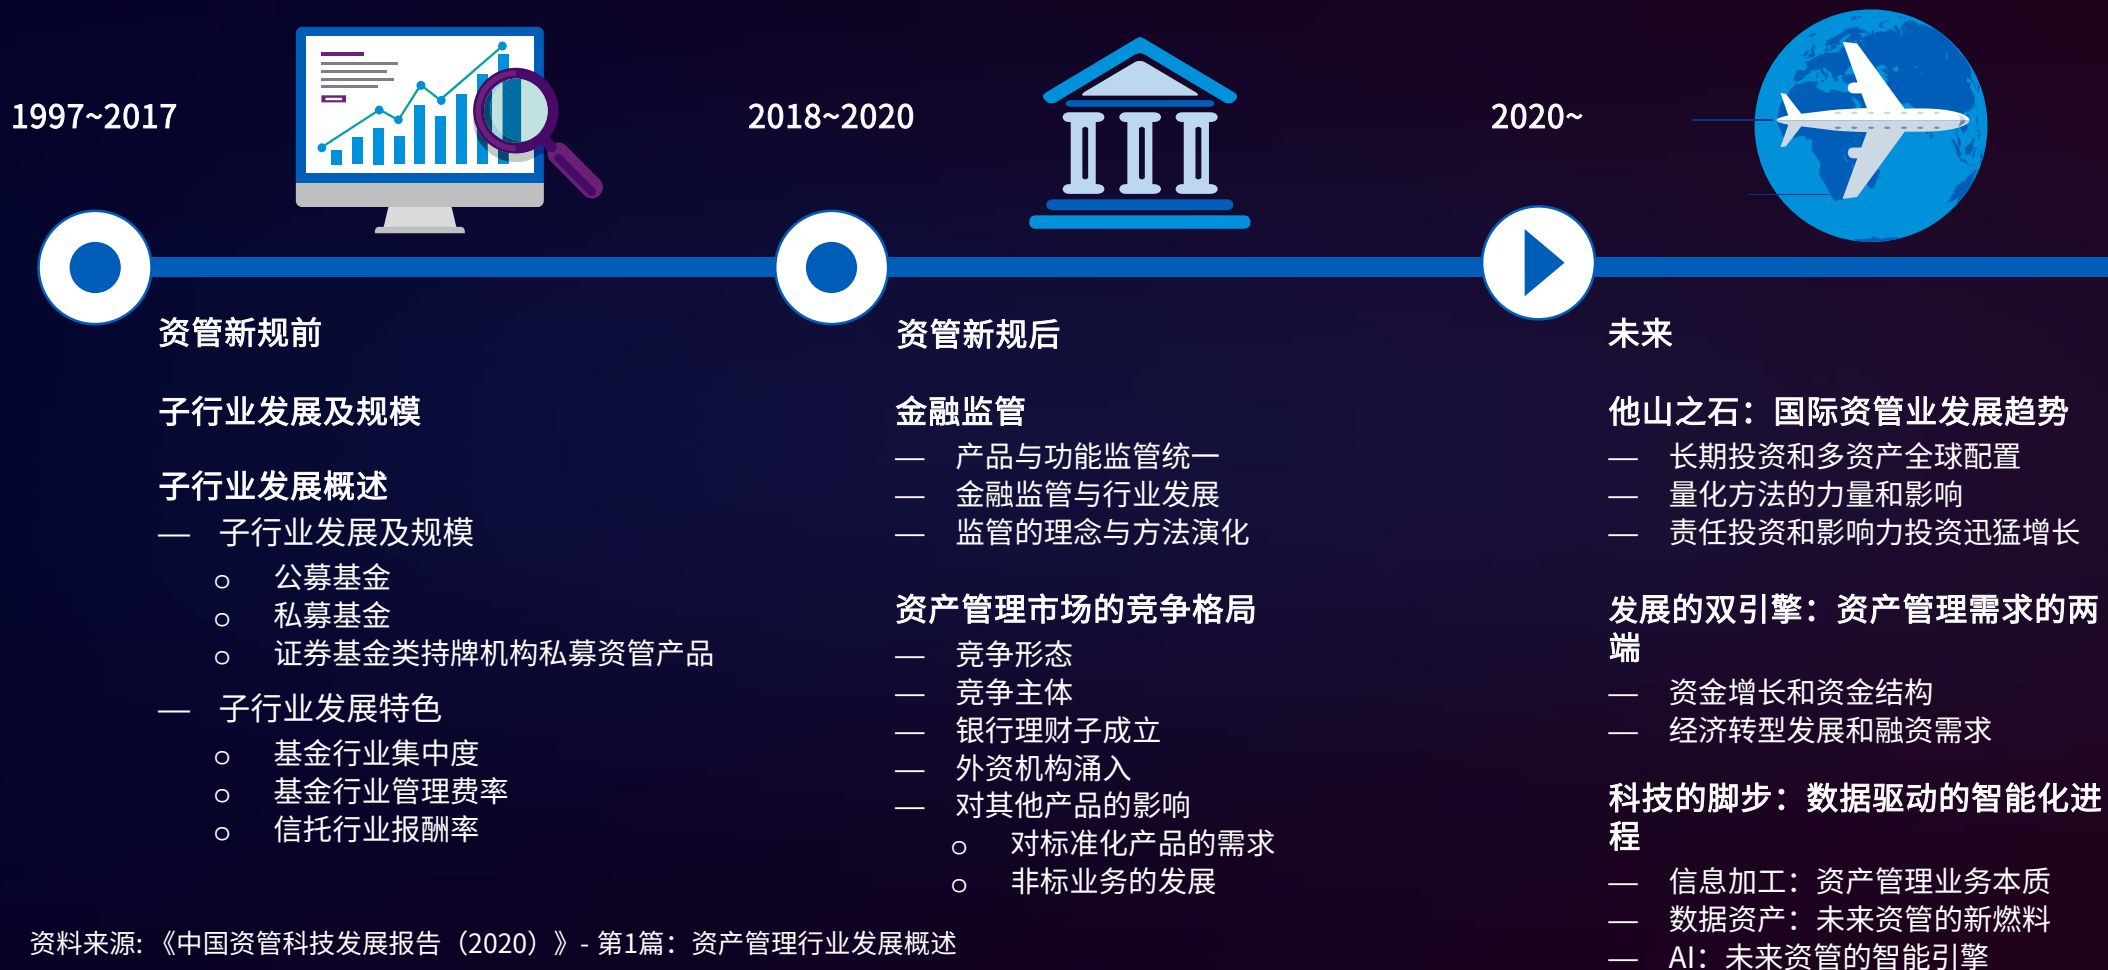 1997~2017
2018~2020
2020~
资管新规前
子行业发展及规模
子行业发展概述
— 子行业发展及规模
o 公募基金
o 私募基金
o 证券基金类持牌机构私募资管产品
— 子行业发展特色
o 基金行业集中度
o 基金行业管理费率
o 信托行业报酬率
资管新规后
金融监管
— 产品与功能监管统一
— 金融监管与行业发展
— 监管的理念与方法演化
资产管理市场的竞争格局
— 竞争形态
— 竞争主体
— 银行理财子成立
— 外资机构涌入
— 对其他产品的影响
o 对标准化产品的需求
o 非标业务的发展
未来
他山之石：国际资管业发展趋势
— 长期投资和多资产全球配置
— 量化方法的力量和影响
— 责任投资和影响力投资迅猛增长
发展的双引擎：资产管理需求的两
端
— 资金增长和资金结构
— 经济转型发展和融资需求
科技的脚步：数据驱动的智能化进
程
— 信息加工：资产管理业务本质
— 数据资产：未来资管的新燃料
— AI：未来资管的智能引擎
资料来源：《中国资管科技发展报告（2020）》- 第1篇：资产管理行业发展概述